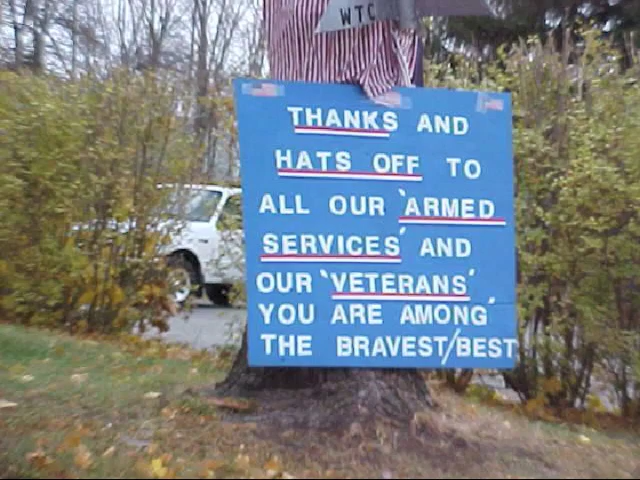 WTC
THANKS AND
HATS OFF TO
ALL OUR 'ARMED
SERVICES' AND
OUR 'VETERANS'
YOU ARE AMONG"
THE BRAVEST/BEST